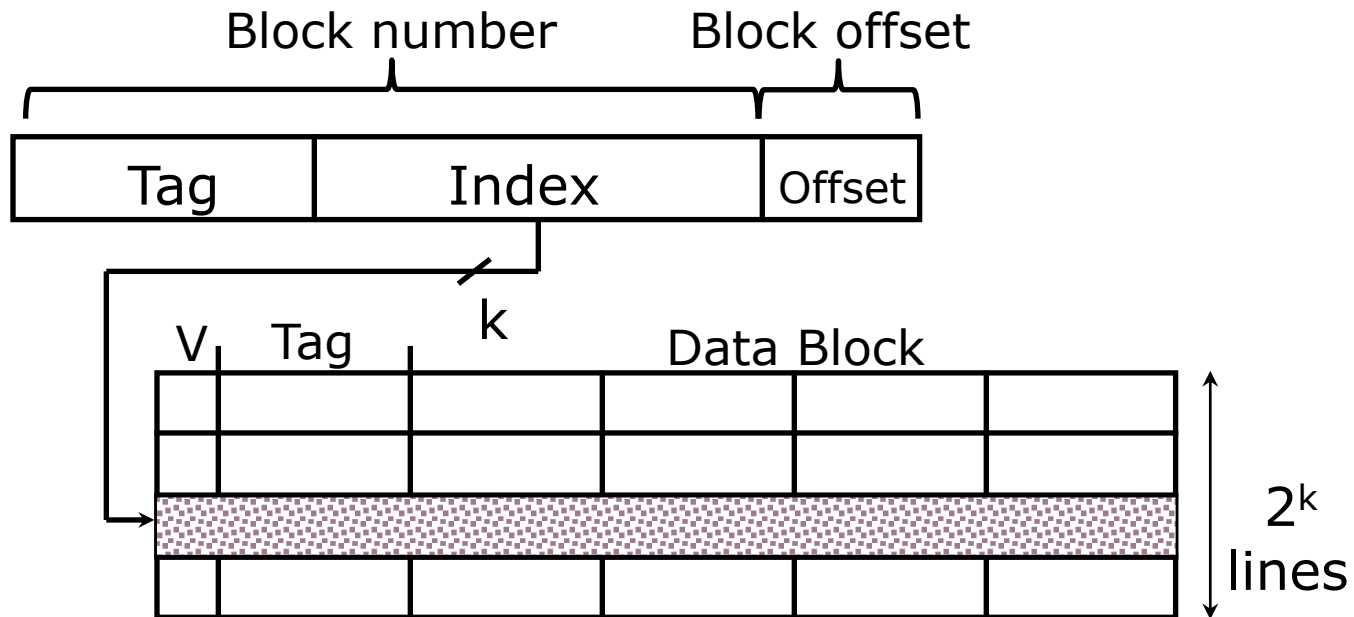 Block number Block offset
Tag Index Offset
k
V Tag Data Block
2ᵏ
lines